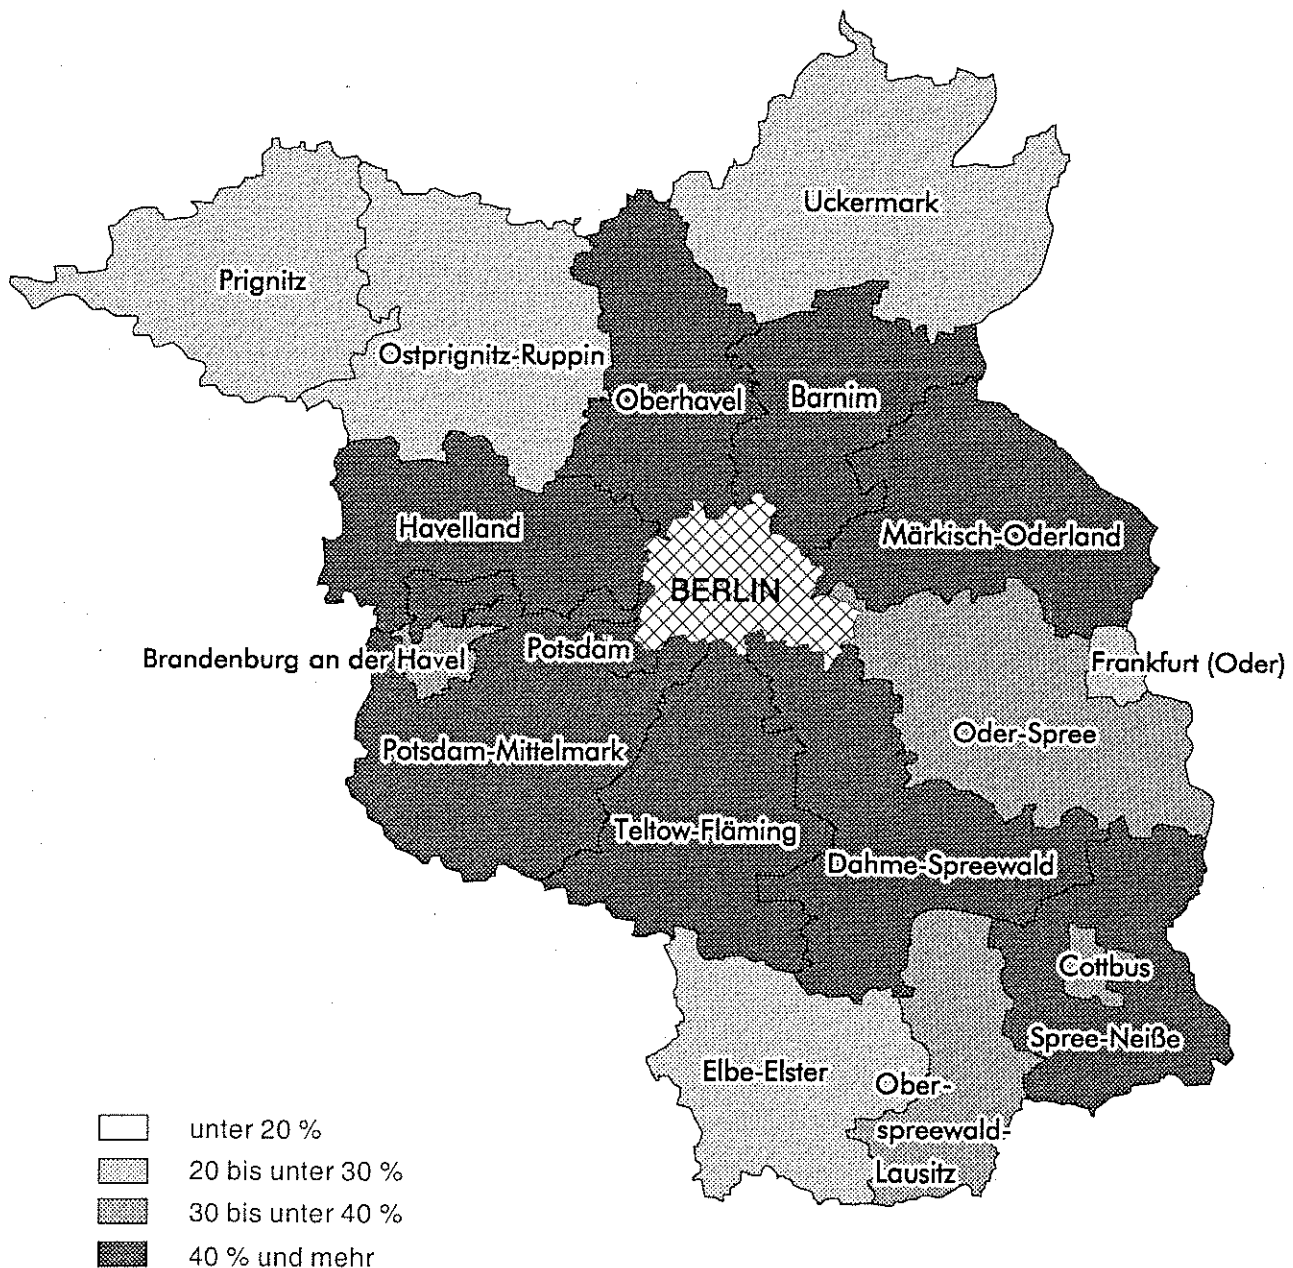 Uckermark
Prignitz
Ostprignitz-Ruppin
Oberhavel
Barnim
Havelland
Märkisch-Oderland
BERLIN
Brandenburg an der Havel
Potsdam
Frankfurt (Oder)
Oder-Spree
Potsdam-Mittelmark
Teltow-Fläming
Dahme-Spreewald
Cottbus
Spree-Neiße
Elbe-Elster
Ober-
spreewald-
Lausitz
unter 20 %
20 bis unter 30 %
30 bis unter 40 %
40 % und mehr